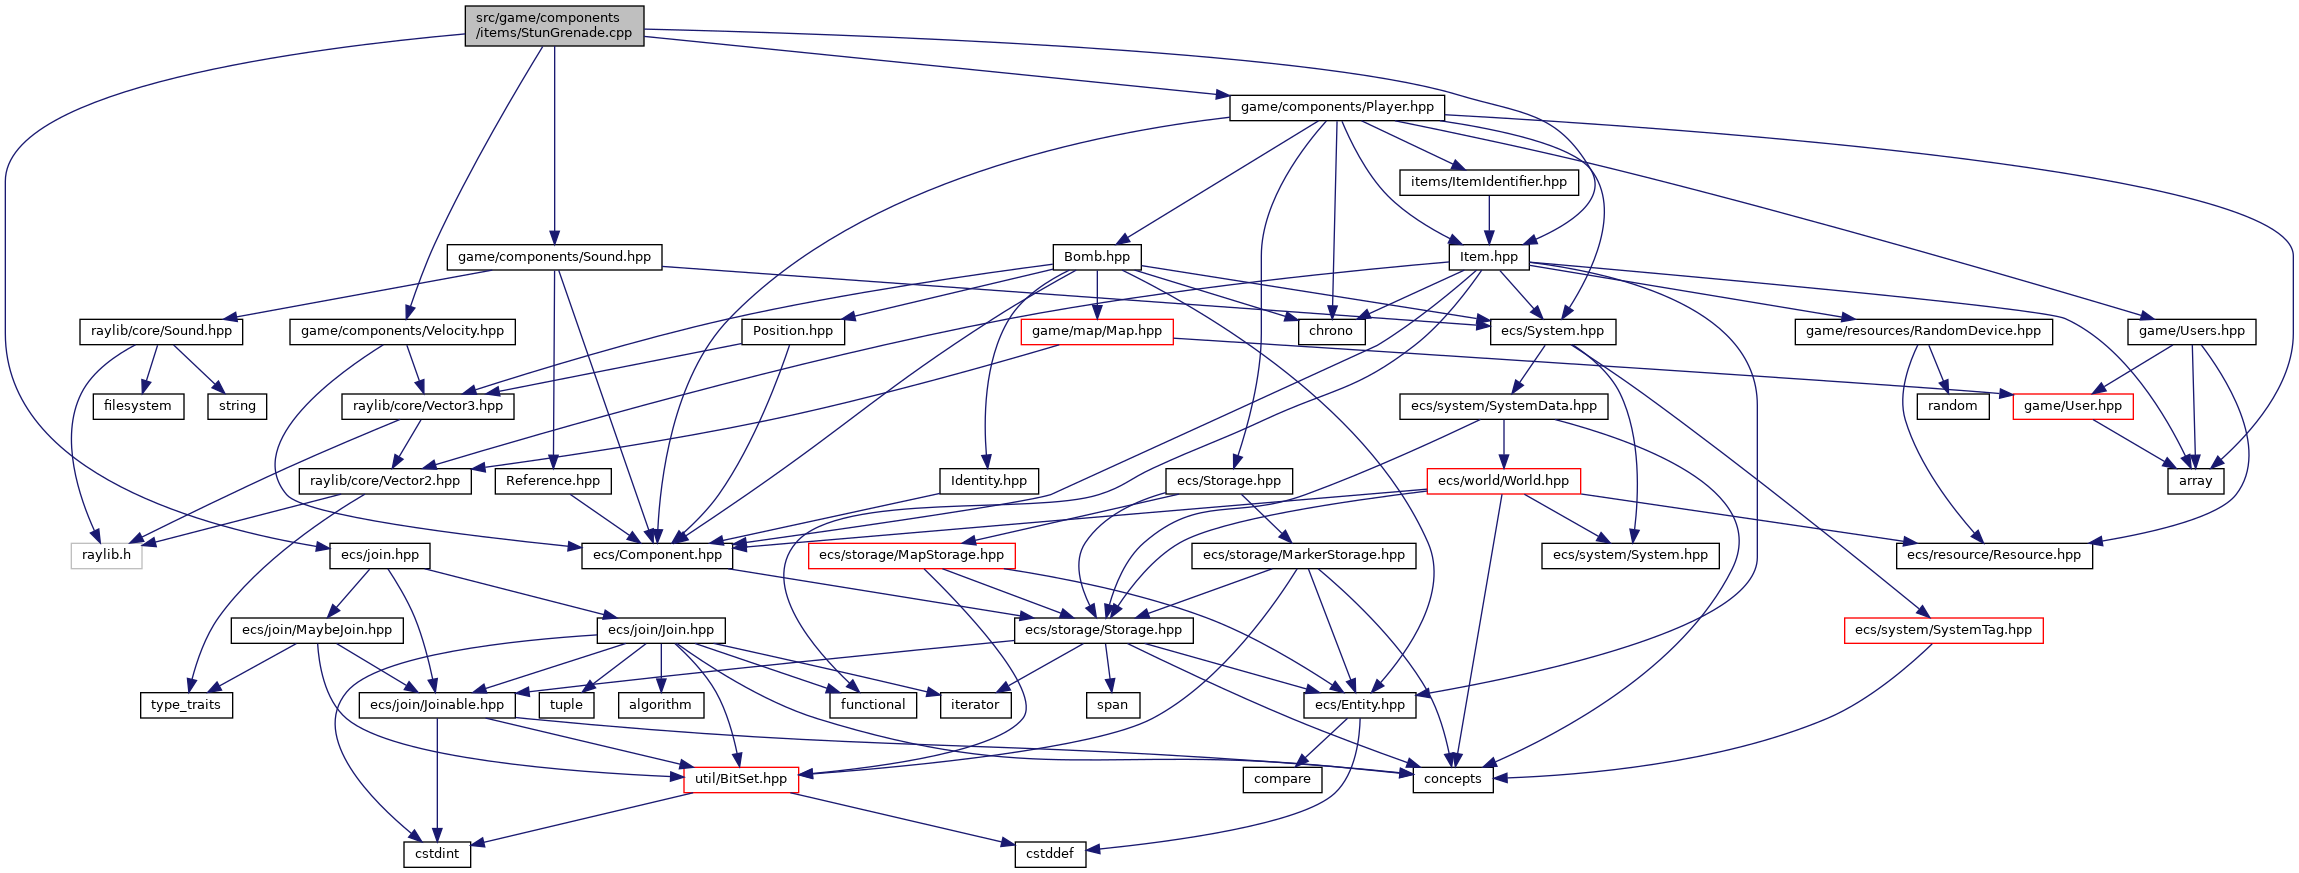 src/game/components
/items/StunGrenade.cpp
game/components/Player.hpp
items/ItemIdentifier.hpp
game/components/Sound.hpp
Bomb.hpp
Item.hpp
raylib/core/Sound.hpp
game/components/Velocity.hpp
Position.hpp
game/map/Map.hpp
chrono
ecs/System.hpp
game/resources/RandomDevice.hpp
game/Users.hpp
filesystem
string
raylib/core/Vector3.hpp
ecs/system/SystemData.hpp
random
game/User.hpp
raylib/core/Vector2.hpp
Reference.hpp
Identity.hpp
ecs/Storage.hpp
ecs/world/World.hpp
array
raylib.h
ecs/join.hpp
ecs/Component.hpp
ecs/storage/MapStorage.hpp
ecs/storage/MarkerStorage.hpp
ecs/system/System.hpp
ecs/resource/Resource.hpp
ecs/join/MaybeJoin.hpp
ecs/join/Join.hpp
ecs/storage/Storage.hpp
ecs/system/SystemTag.hpp
type_traits
ecs/join/Joinable.hpp
tuple
algorithm
functional
iterator
span
ecs/Entity.hpp
util/BitSet.hpp
compare
concepts
cstdint
cstddef